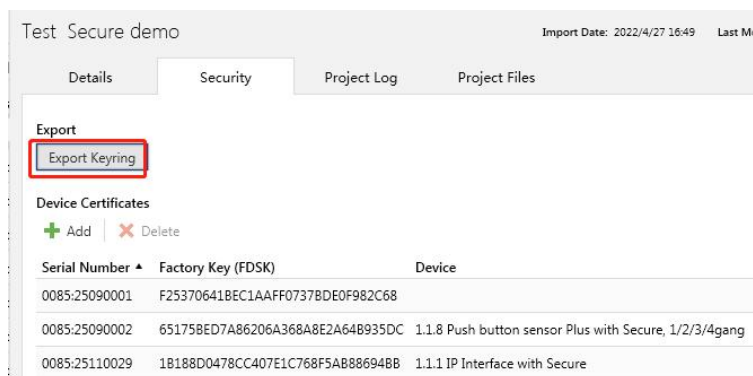 Test Secure demo
Import Date: 2022/4/27 16:49 Last M
Details Security Project Log Project Files
Export
Export Keyring
Device Certificates
Add Delete
Serial Number Factory Key (FDSK) Device
0085:25090001 F25370641BEC1AAFF0737BDE0F982C68
0085:25090002 65175BED7A86206A368A8E2A64B935DC 1.1.8 Push button sensor Plus with Secure, 1/2/3/4gang
0085:25110029 1B188D0478CC407E1C768F5AB88694BB 1.1.1 IP Interface with Secure